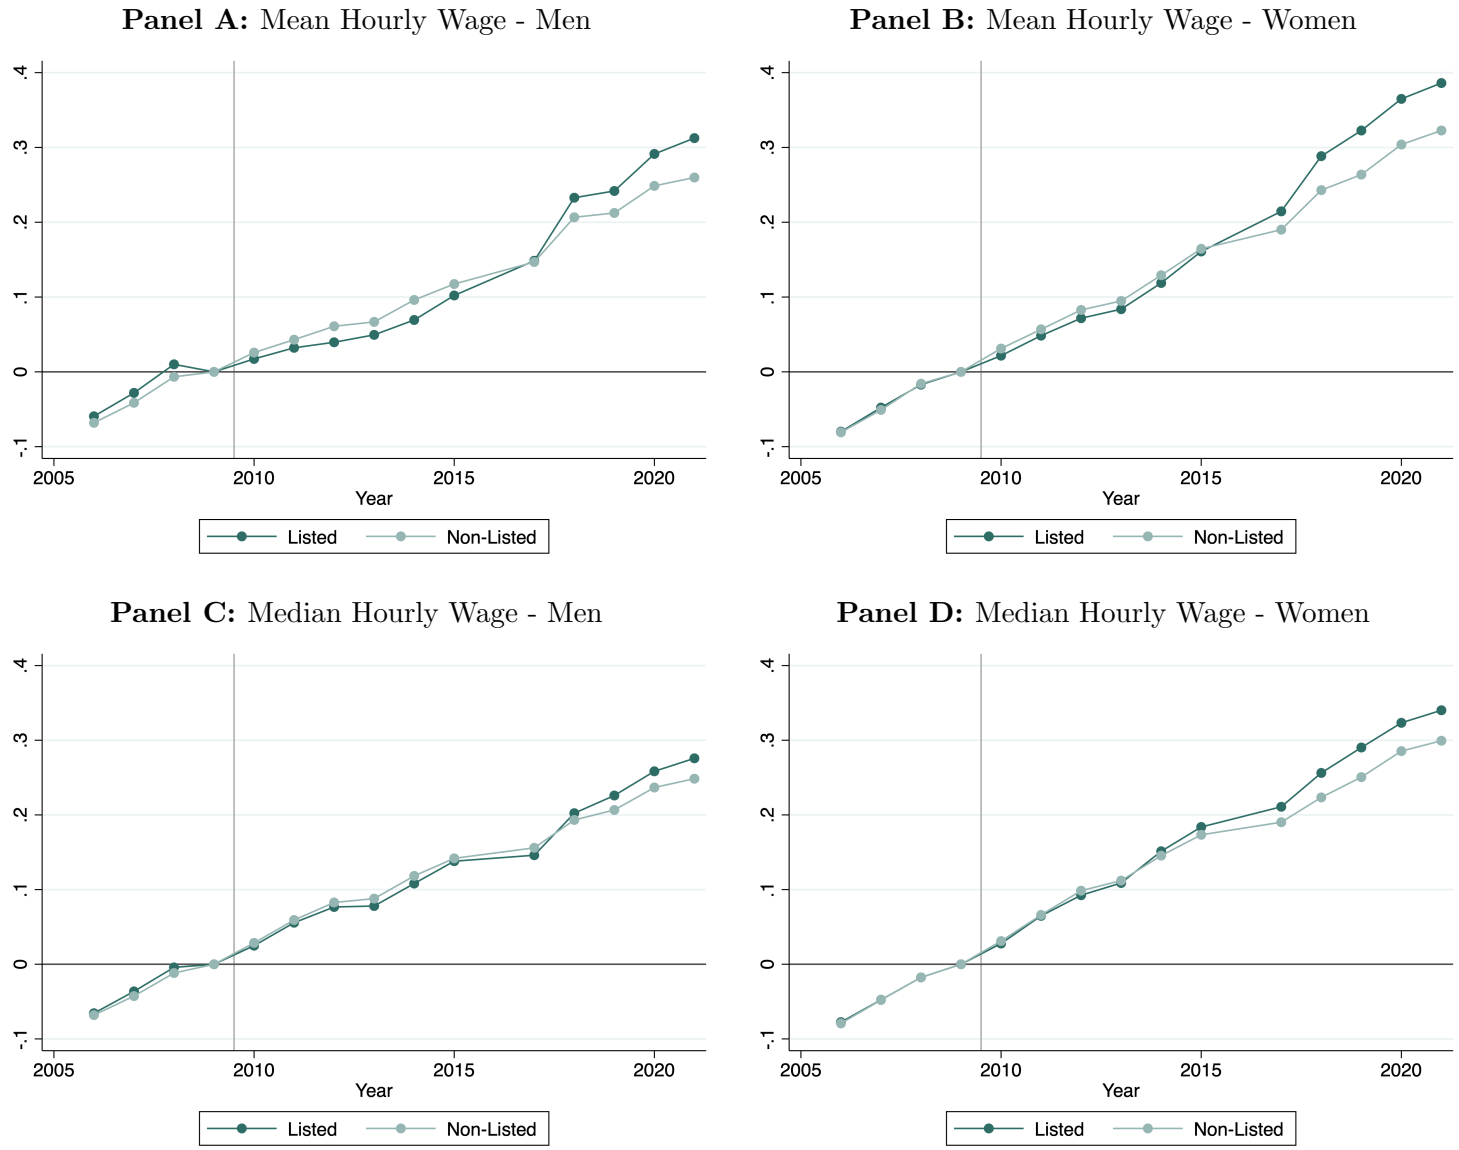 Panel A: Mean Hourly Wage - Men
.4
.3
.2
.1
0
-.1
2005 2010 2015 2020
Year
Listed Non-Listed
Panel B: Mean Hourly Wage - Women
.4
.3
.2
.1
0
-.1
2005 2010 2015 2020
Year
Listed Non-Listed
Panel C: Median Hourly Wage - Men
.4
.3
.2
.1
0
-.1
2005 2010 2015 2020
Year
Listed Non-Listed
Panel D: Median Hourly Wage - Women
.4
.3
.2
.1
0
-.1
2005 2010 2015 2020
Year
Listed Non-Listed